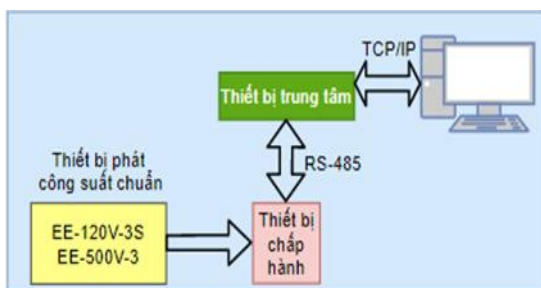 TCP/IP
Thiết bị trung tâm
RS-485
Thiết bị phát
công suất chuẩn
EE-120V-3S
EE-500V-3
Thiết bị
chấp
hành